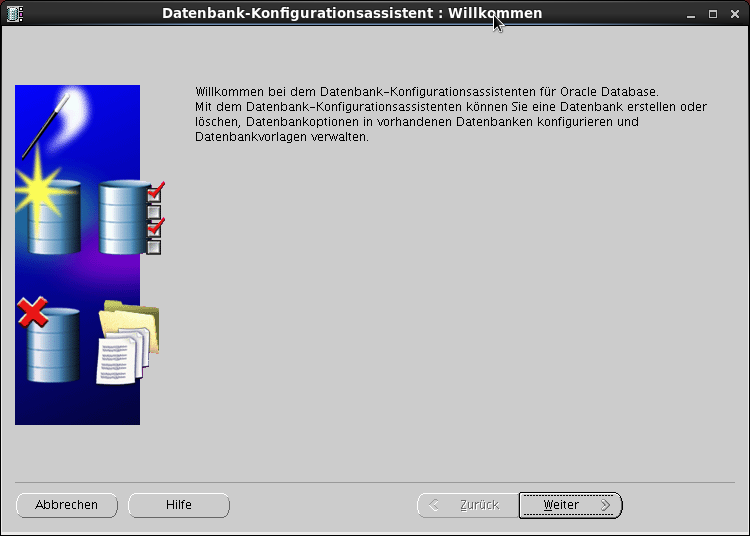 Datenbank-Konfigurationsassistent : Willkommen
Willkommen bei dem Datenbank-Konfigurationsassistenten für Oracle Database.
Mit dem Datenbank-Konfigurationsassistenten können Sie eine Datenbank erstellen oder
löschen, Datenbankoptionen in vorhandenen Datenbanken konfigurieren und
Datenbankvorlagen verwalten.
Abbrechen
Hilfe
Zurück
Weiter